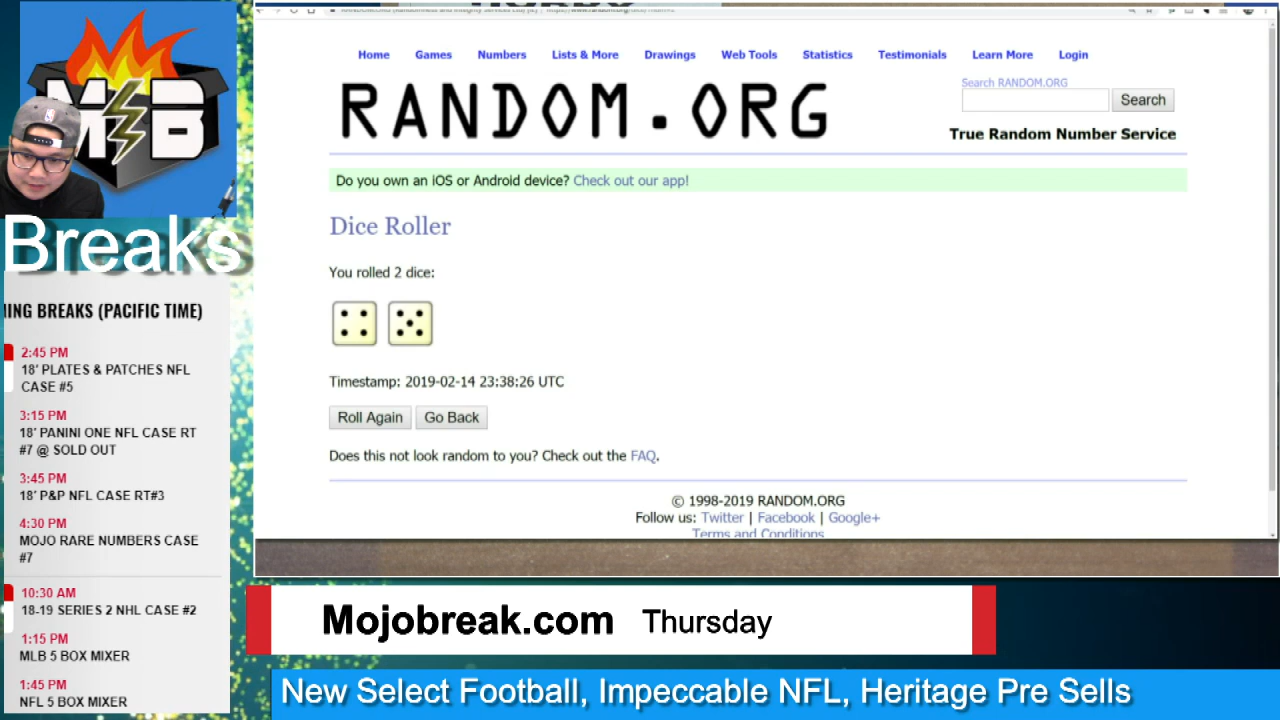 Home Games Numbers Lists & More Drawings Web Tools Statistics Testimonials Learn More Login
RANDOM.ORG
Search RANDOM.ORG
Search
True Random Number Service
Do you own an iOS or Android device? Check out our app!
Dice Roller
You rolled 2 dice:
Timestamp: 2019-02-14 23:38:26 UTC
Roll Again Go Back
Does this not look random to you? Check out the FAQ.
© 1998-2019 RANDOM.ORG
Follow us: Twitter | Facebook | Google+
Terms and Conditions
M B
Breaks
ING BREAKS (PACIFIC TIME)
2:45 PM
18' PLATES & PATCHES NFL
CASE #5
3:15 PM
18' PANINI ONE NFL CASE RT
#7 @ SOLD OUT
3:45 PM
18' P&P NFL CASE RT#3
4:30 PM
MOJO RARE NUMBERS CASE
#7
10:30 AM
18-19 SERIES 2 NHL CASE #2
1:15 PM
MLB 5 BOX MIXER
1:45 PM
NFL 5 BOX MIXER
Mojobreak.com Thursday
New Select Football, Impeccable NFL, Heritage Pre Sells